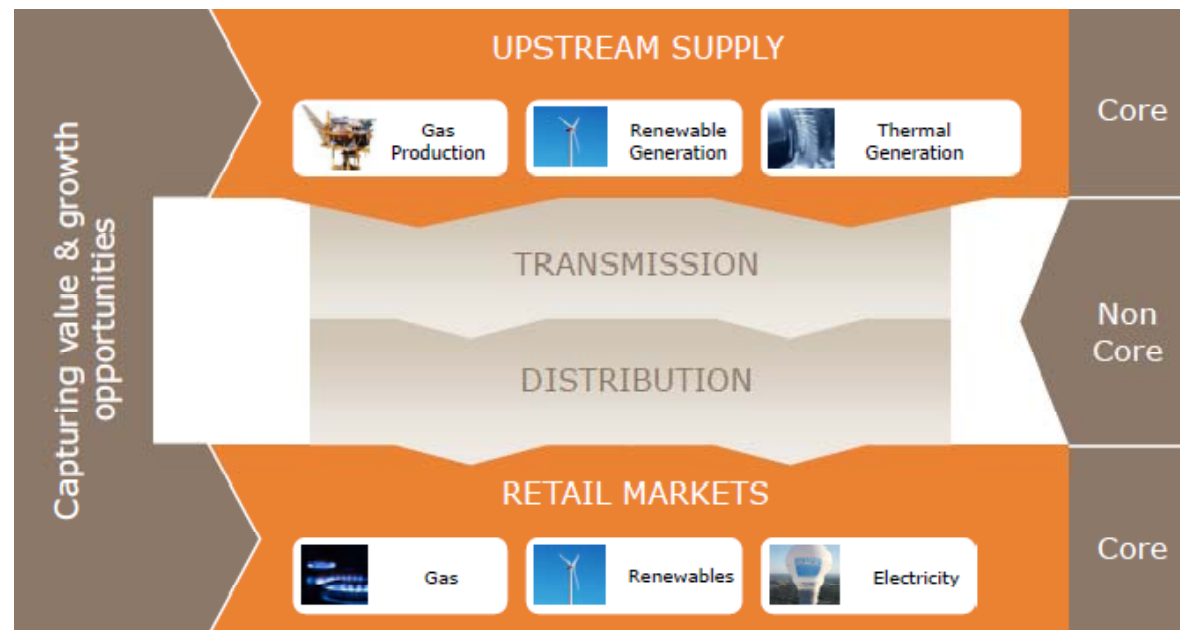 Capturing value & growth
opportunities
UPSTREAM SUPPLY
Gas
Production
Renewable
Generation
Thermal
Generation
Core
TRANSMISSION
DISTRIBUTION
Non
Core
RETAIL MARKETS
Gas
Renewables
Electricity
Core